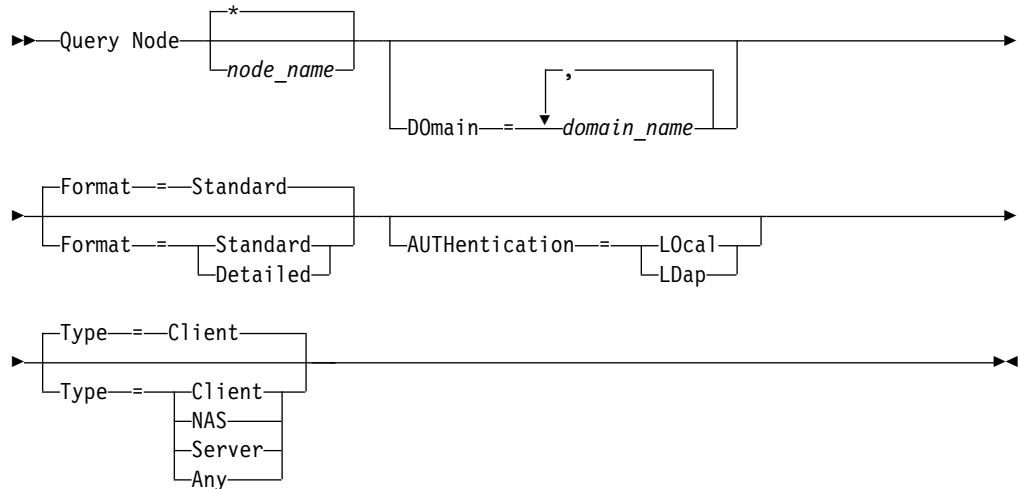 *
Query Node
node_name
,
DOmain = domain_name
Format = Standard
Format = Standard
Detailed
AUTHentication = LOcal
LDap
Type = Client
Type = Client
NAS
Server
Any